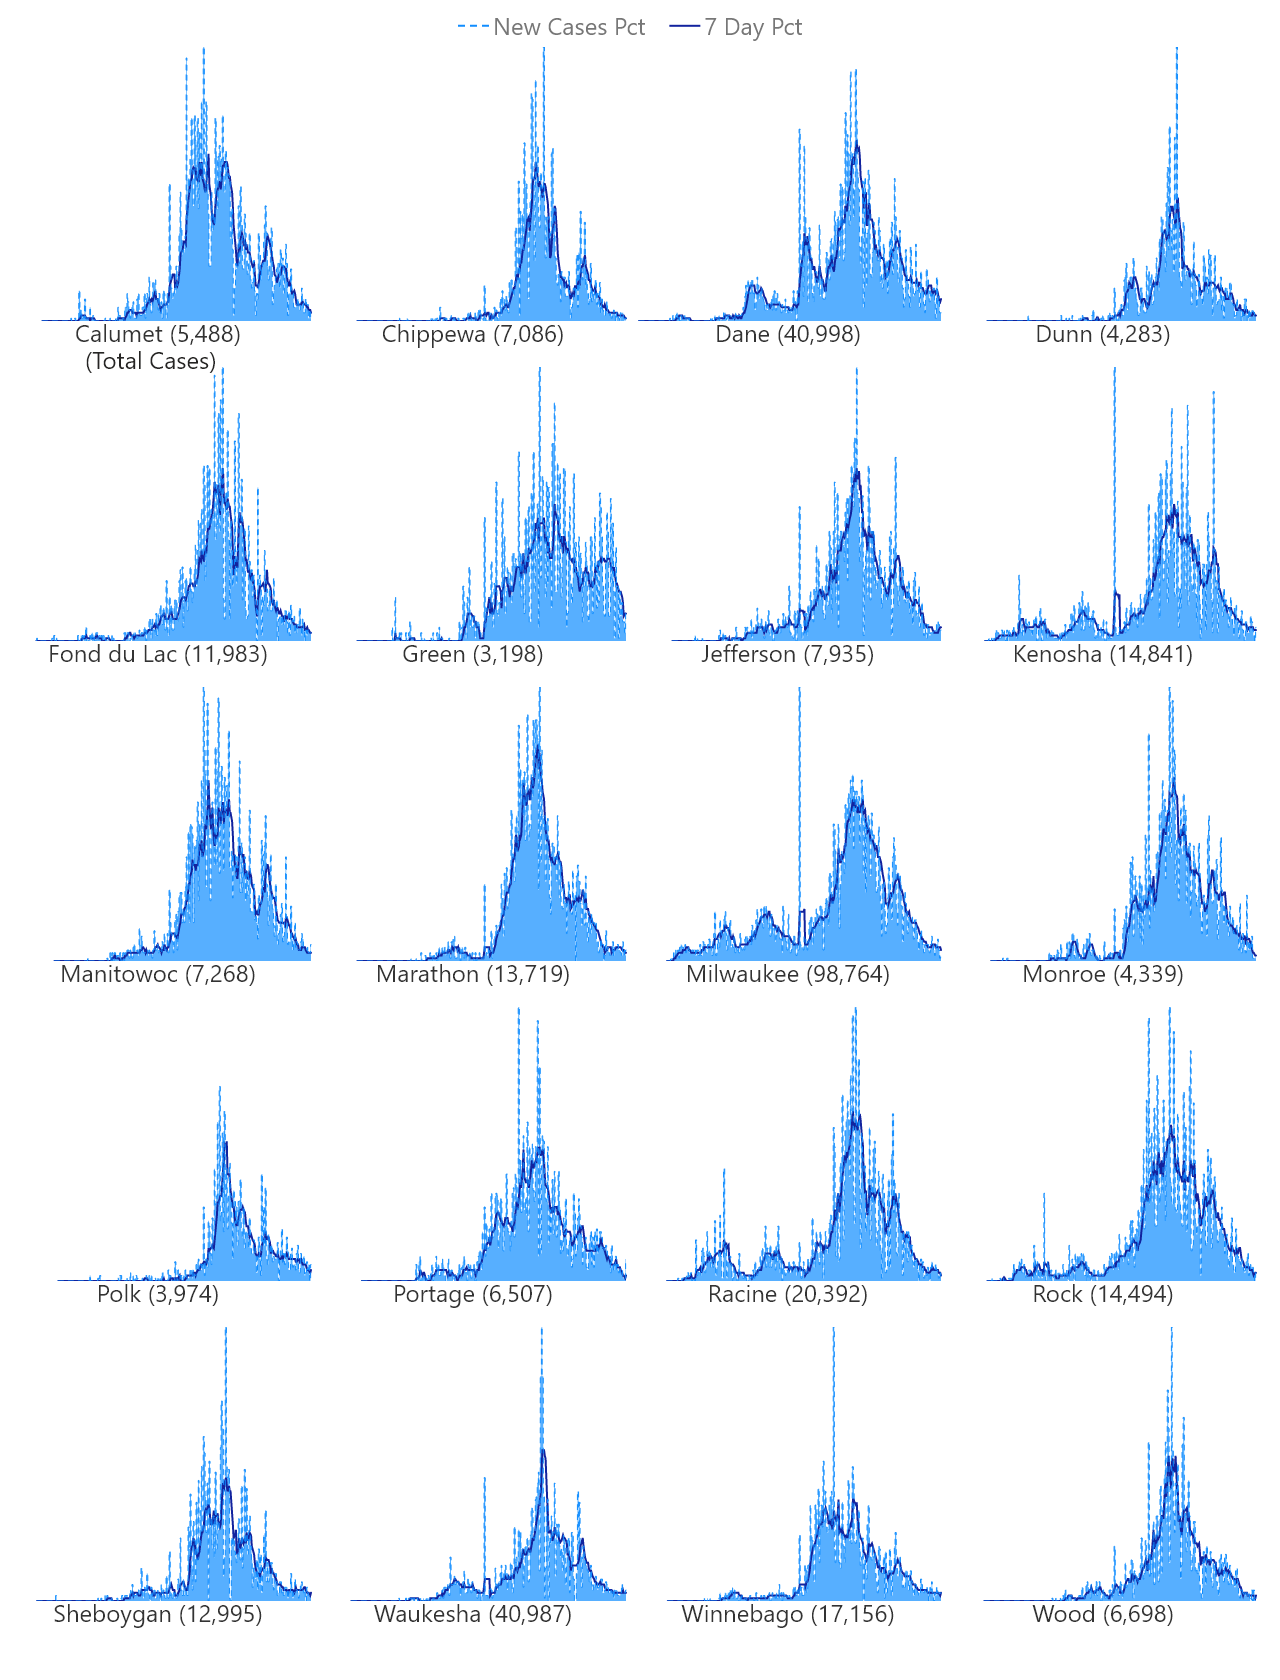 New Cases Pct 7 Day Pct
Calumet (5,488) Chippewa (7,086) Dane (40,998) Dunn (4,283)
(Total Cases)
Fond du Lac (11,983) Green (3,198) Jefferson (7,935) Kenosha (14,841)
Manitowoc (7,268) Marathon (13,719) Milwaukee (98,764) Monroe (4,339)
Polk (3,974) Portage (6,507) Racine (20,392) Rock (14,494)
Sheboygan (12,995) Waukesha (40,987) Winnebago (17,156) Wood (6,698)